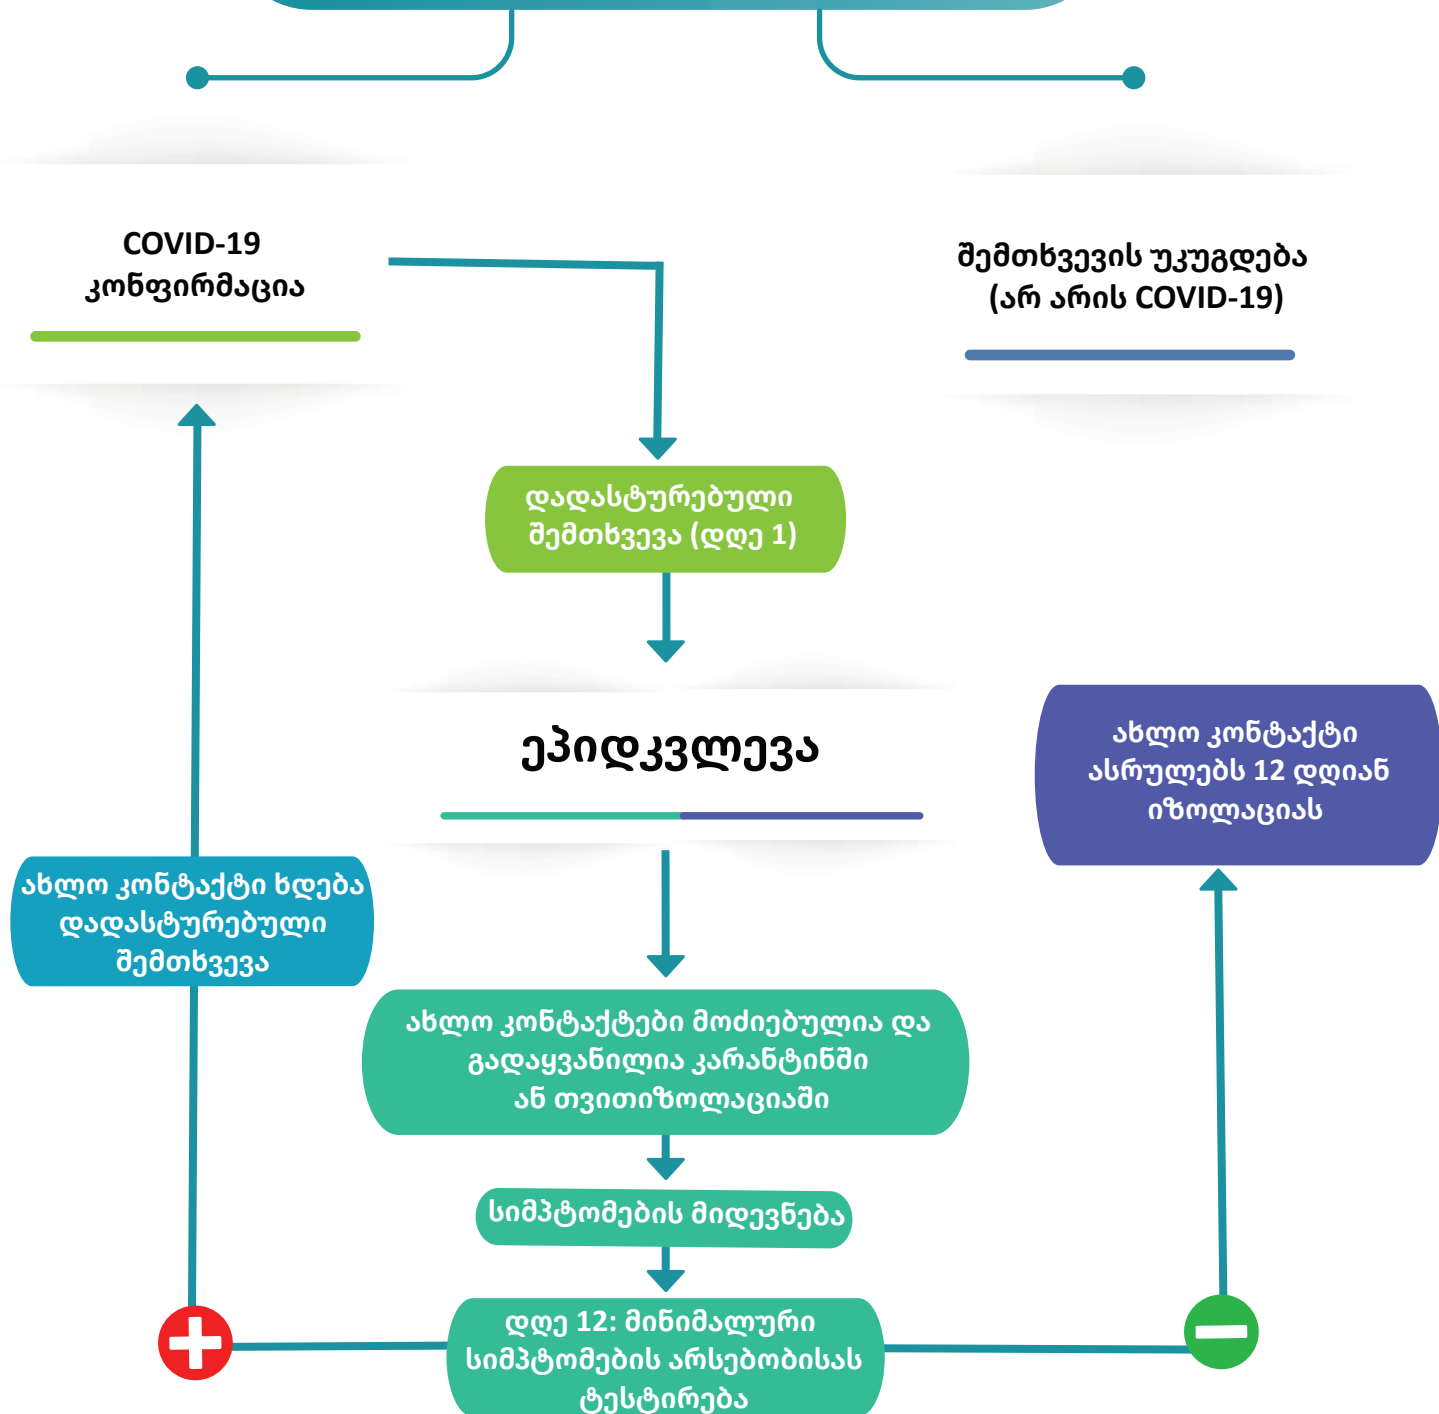 COVID-19
კონფირმაცია
შემთხვევის უკუგდება
(არ არის COVID-19)
დადასტურებული
შემთხვევა (დღე 1)
ეპიდკვლევა
ახლო კონტაქტი
ასრულებს 12 დღიან
იზოლაციას
ახლო კონტაქტი ხდება
დადასტურებული
შემთხვევა
ახლო კონტაქტები მოძიებულია და
გადაყვანილია კარანტინში
ან თვითიზოლაციაში
სიმპტომების მიდევნება
დღე 12: მინიმალური
სიმპტომების არსებობისას
ტესტირება